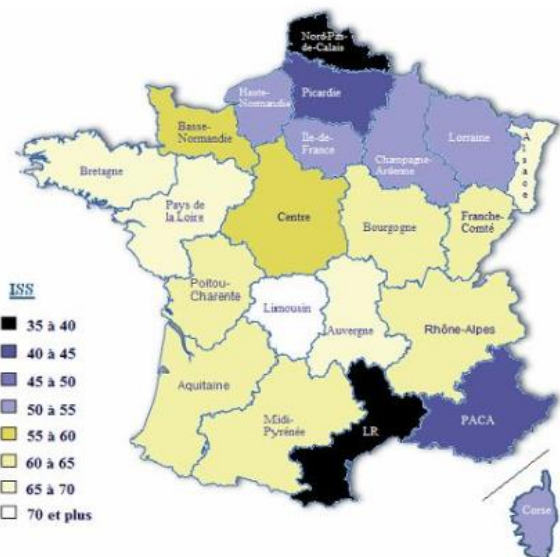 Nord-Pas-
de-Calais
Haute-
Normandie
Picardie
Basse-
Normandie
Ile-de-
France
Champagne-
Ardenne
Lorraine
A
l
s
a
c
e
Bretagne
Pays de
la Loire
Centre
Bourgogne
Franche-
Comté
Poitou-
Charente
Limousin
Auvergne
Rhône-Alpes
Aquitaine
Midi-
Pyrénée
LR
PACA
Corse
ISS
35 à 40
40 à 45
45 à 50
50 à 55
55 à 60
60 à 65
65 à 70
70 et plus